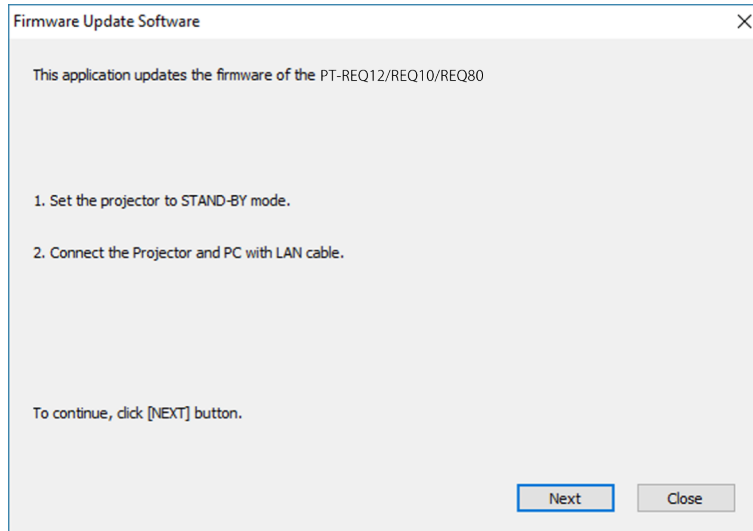 Firmware Update Software
This application updates the firmware of the PT-REQ12/REQ10/REQ80
1. Set the projector to STAND-BY mode.
2. Connect the Projector and PC with LAN cable.
To continue, click [NEXT] button.
Next Close